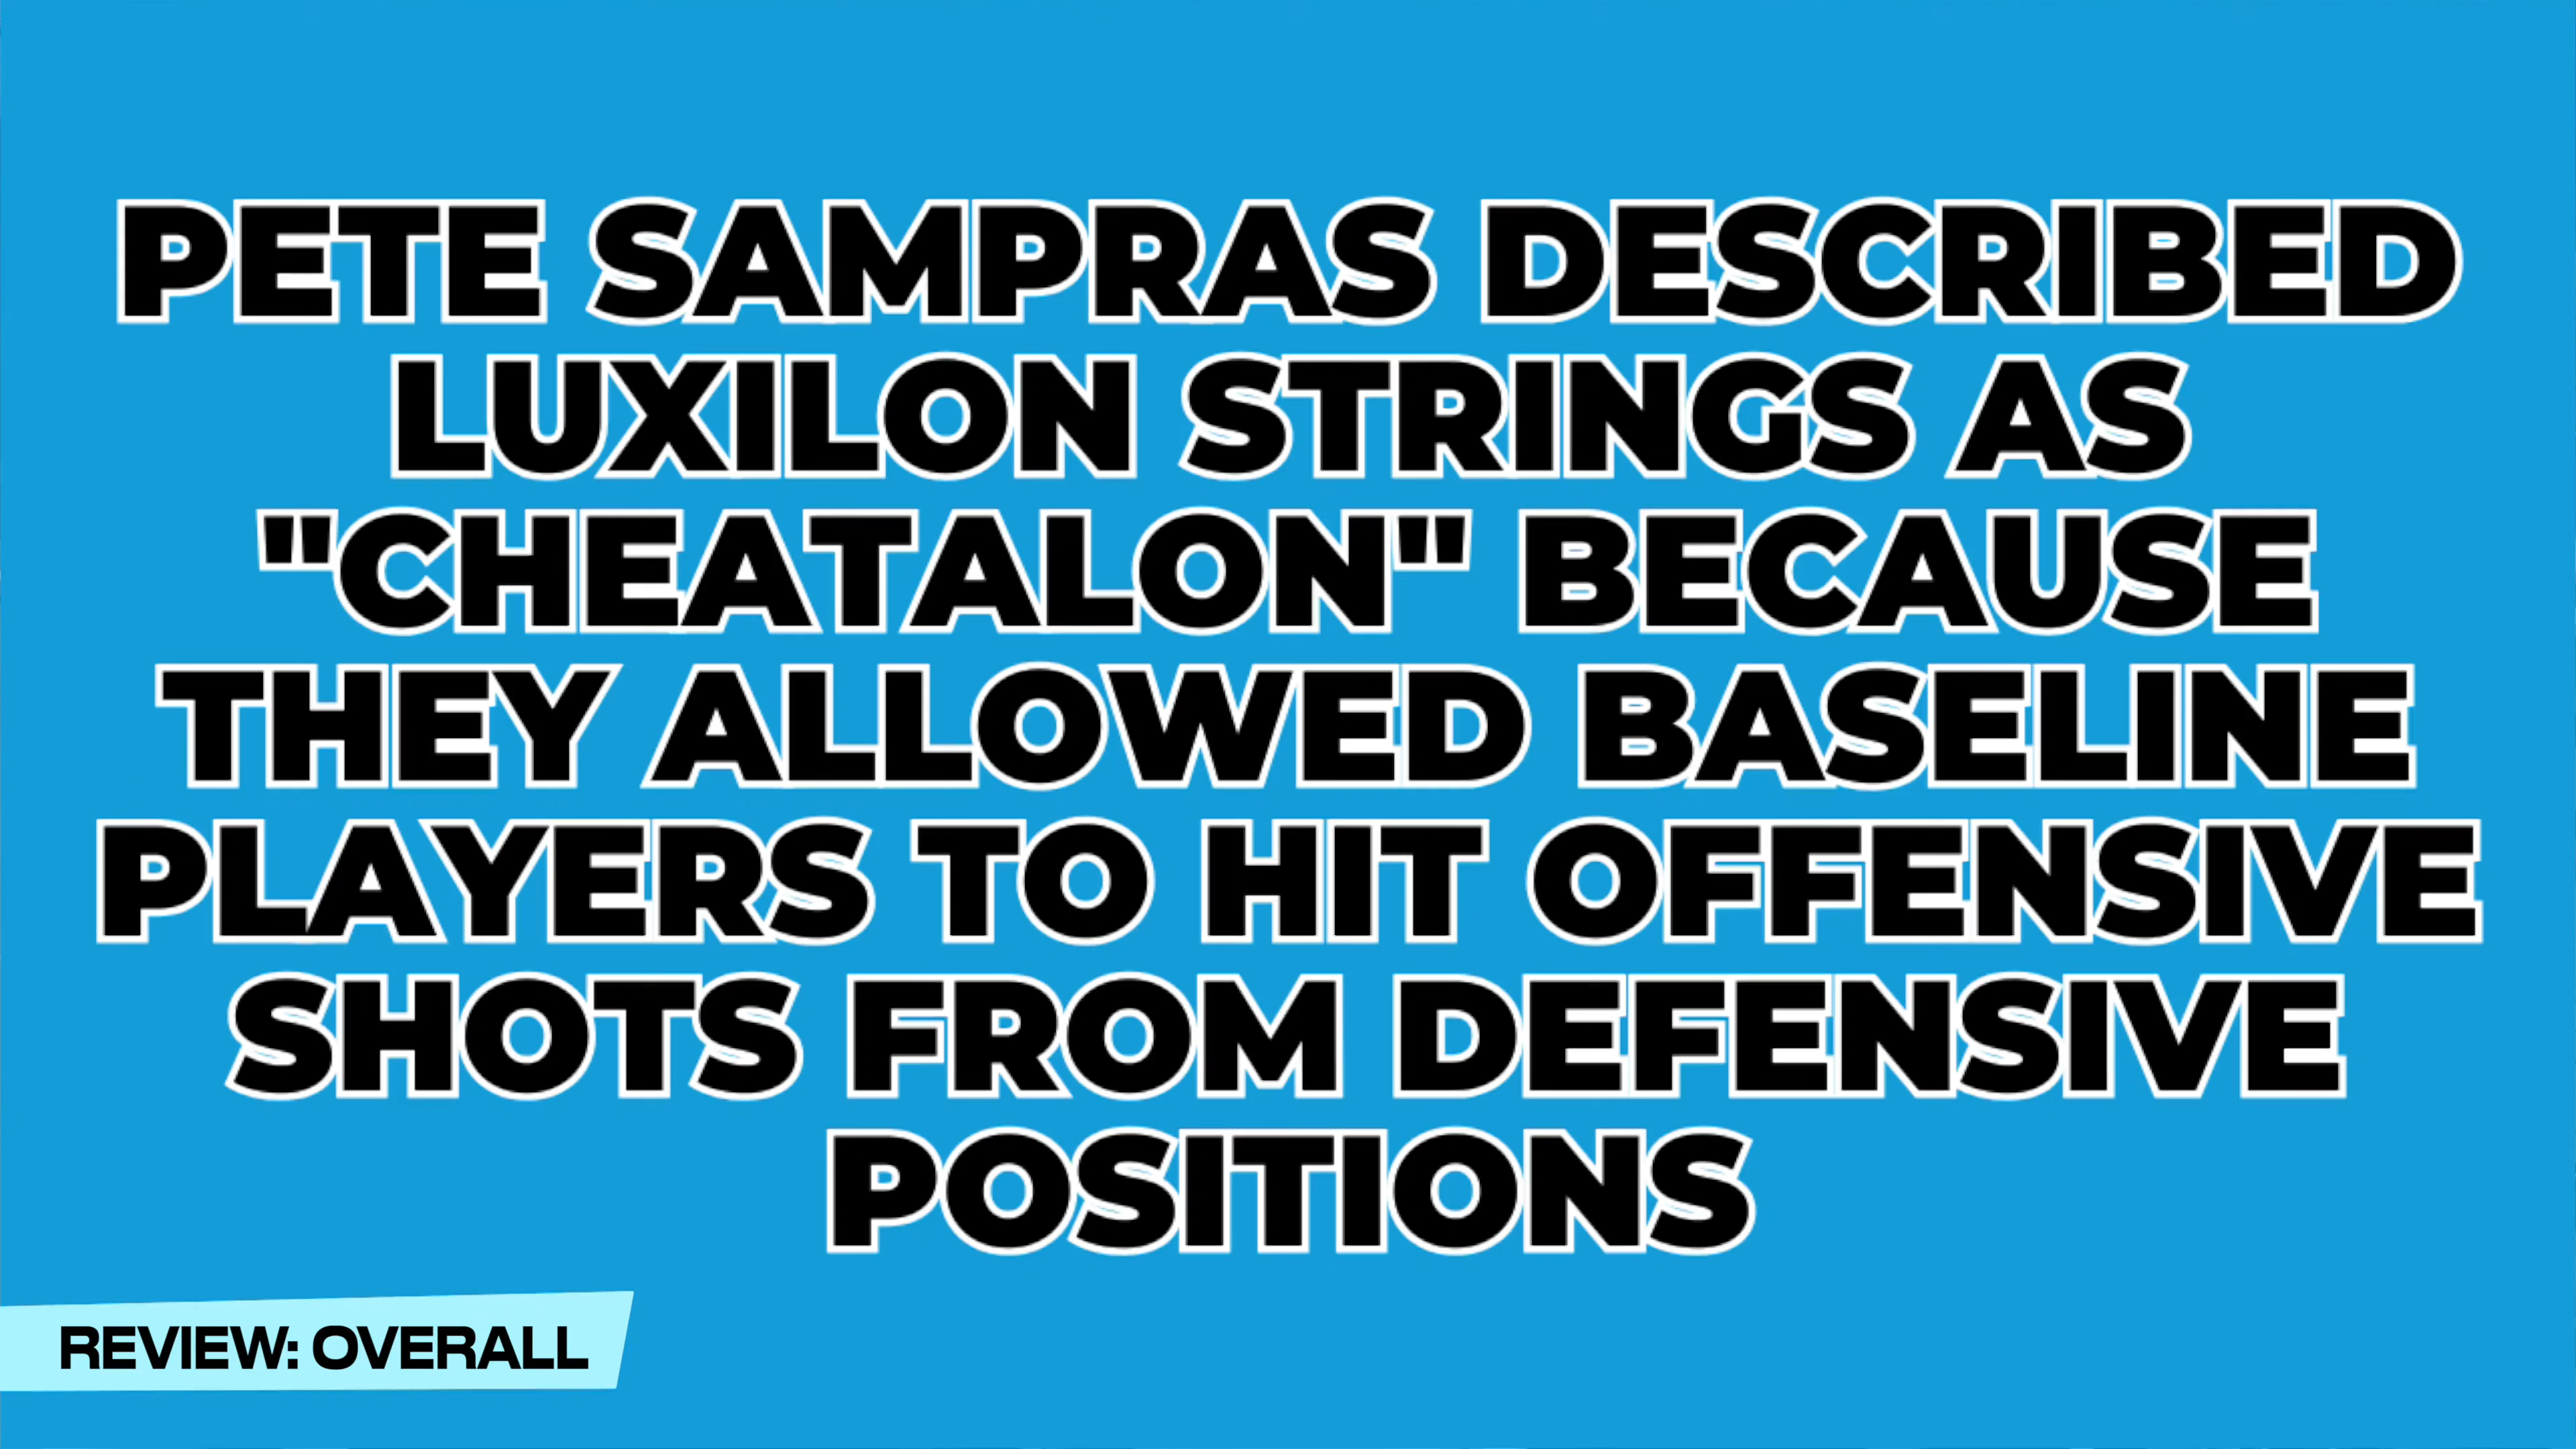 PETE SAMPRAS DESCRIBED
LUXILON STRINGS AS
"CHEATALON" BECAUSE
THEY ALLOWED BASELINE
PLAYERS TO HIT OFFENSIVE
SHOTS FROM DEFENSIVE
POSITIONS
REVIEW: OVERALL